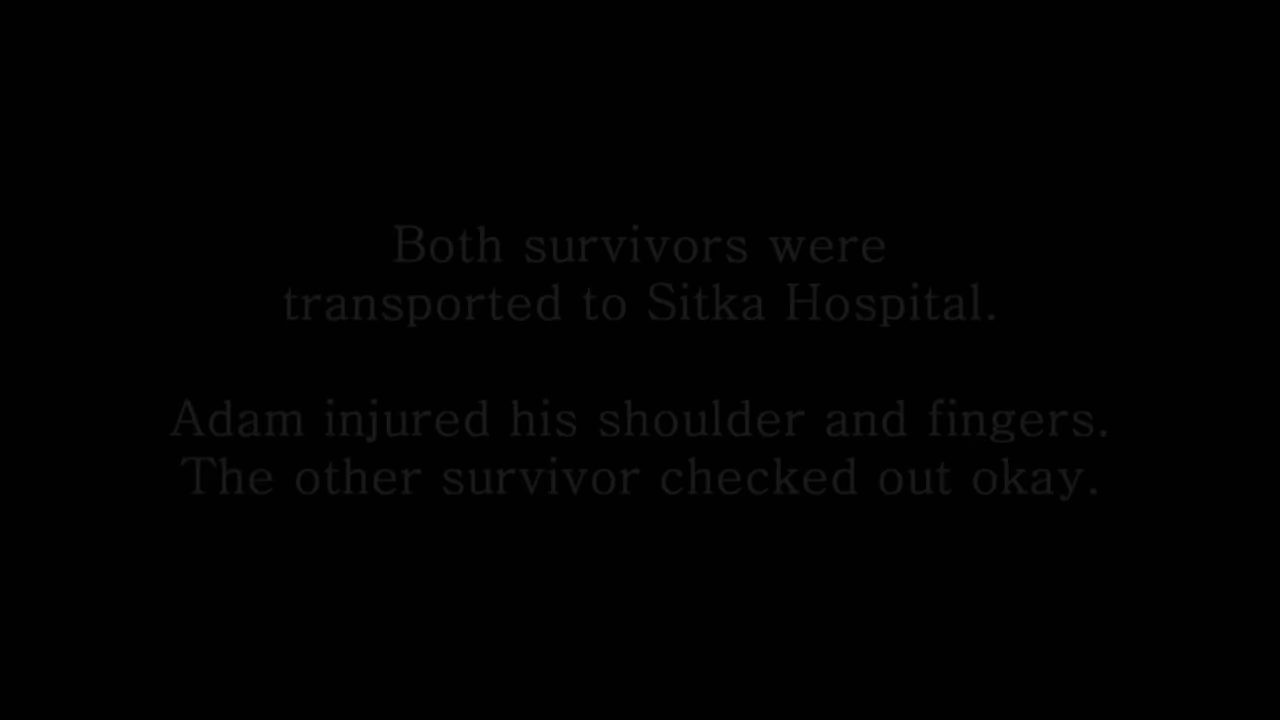 Both survivors were
transported to Sitka Hospital.
Adam injured his shoulder and fingers.
The other survivor checked out okay.